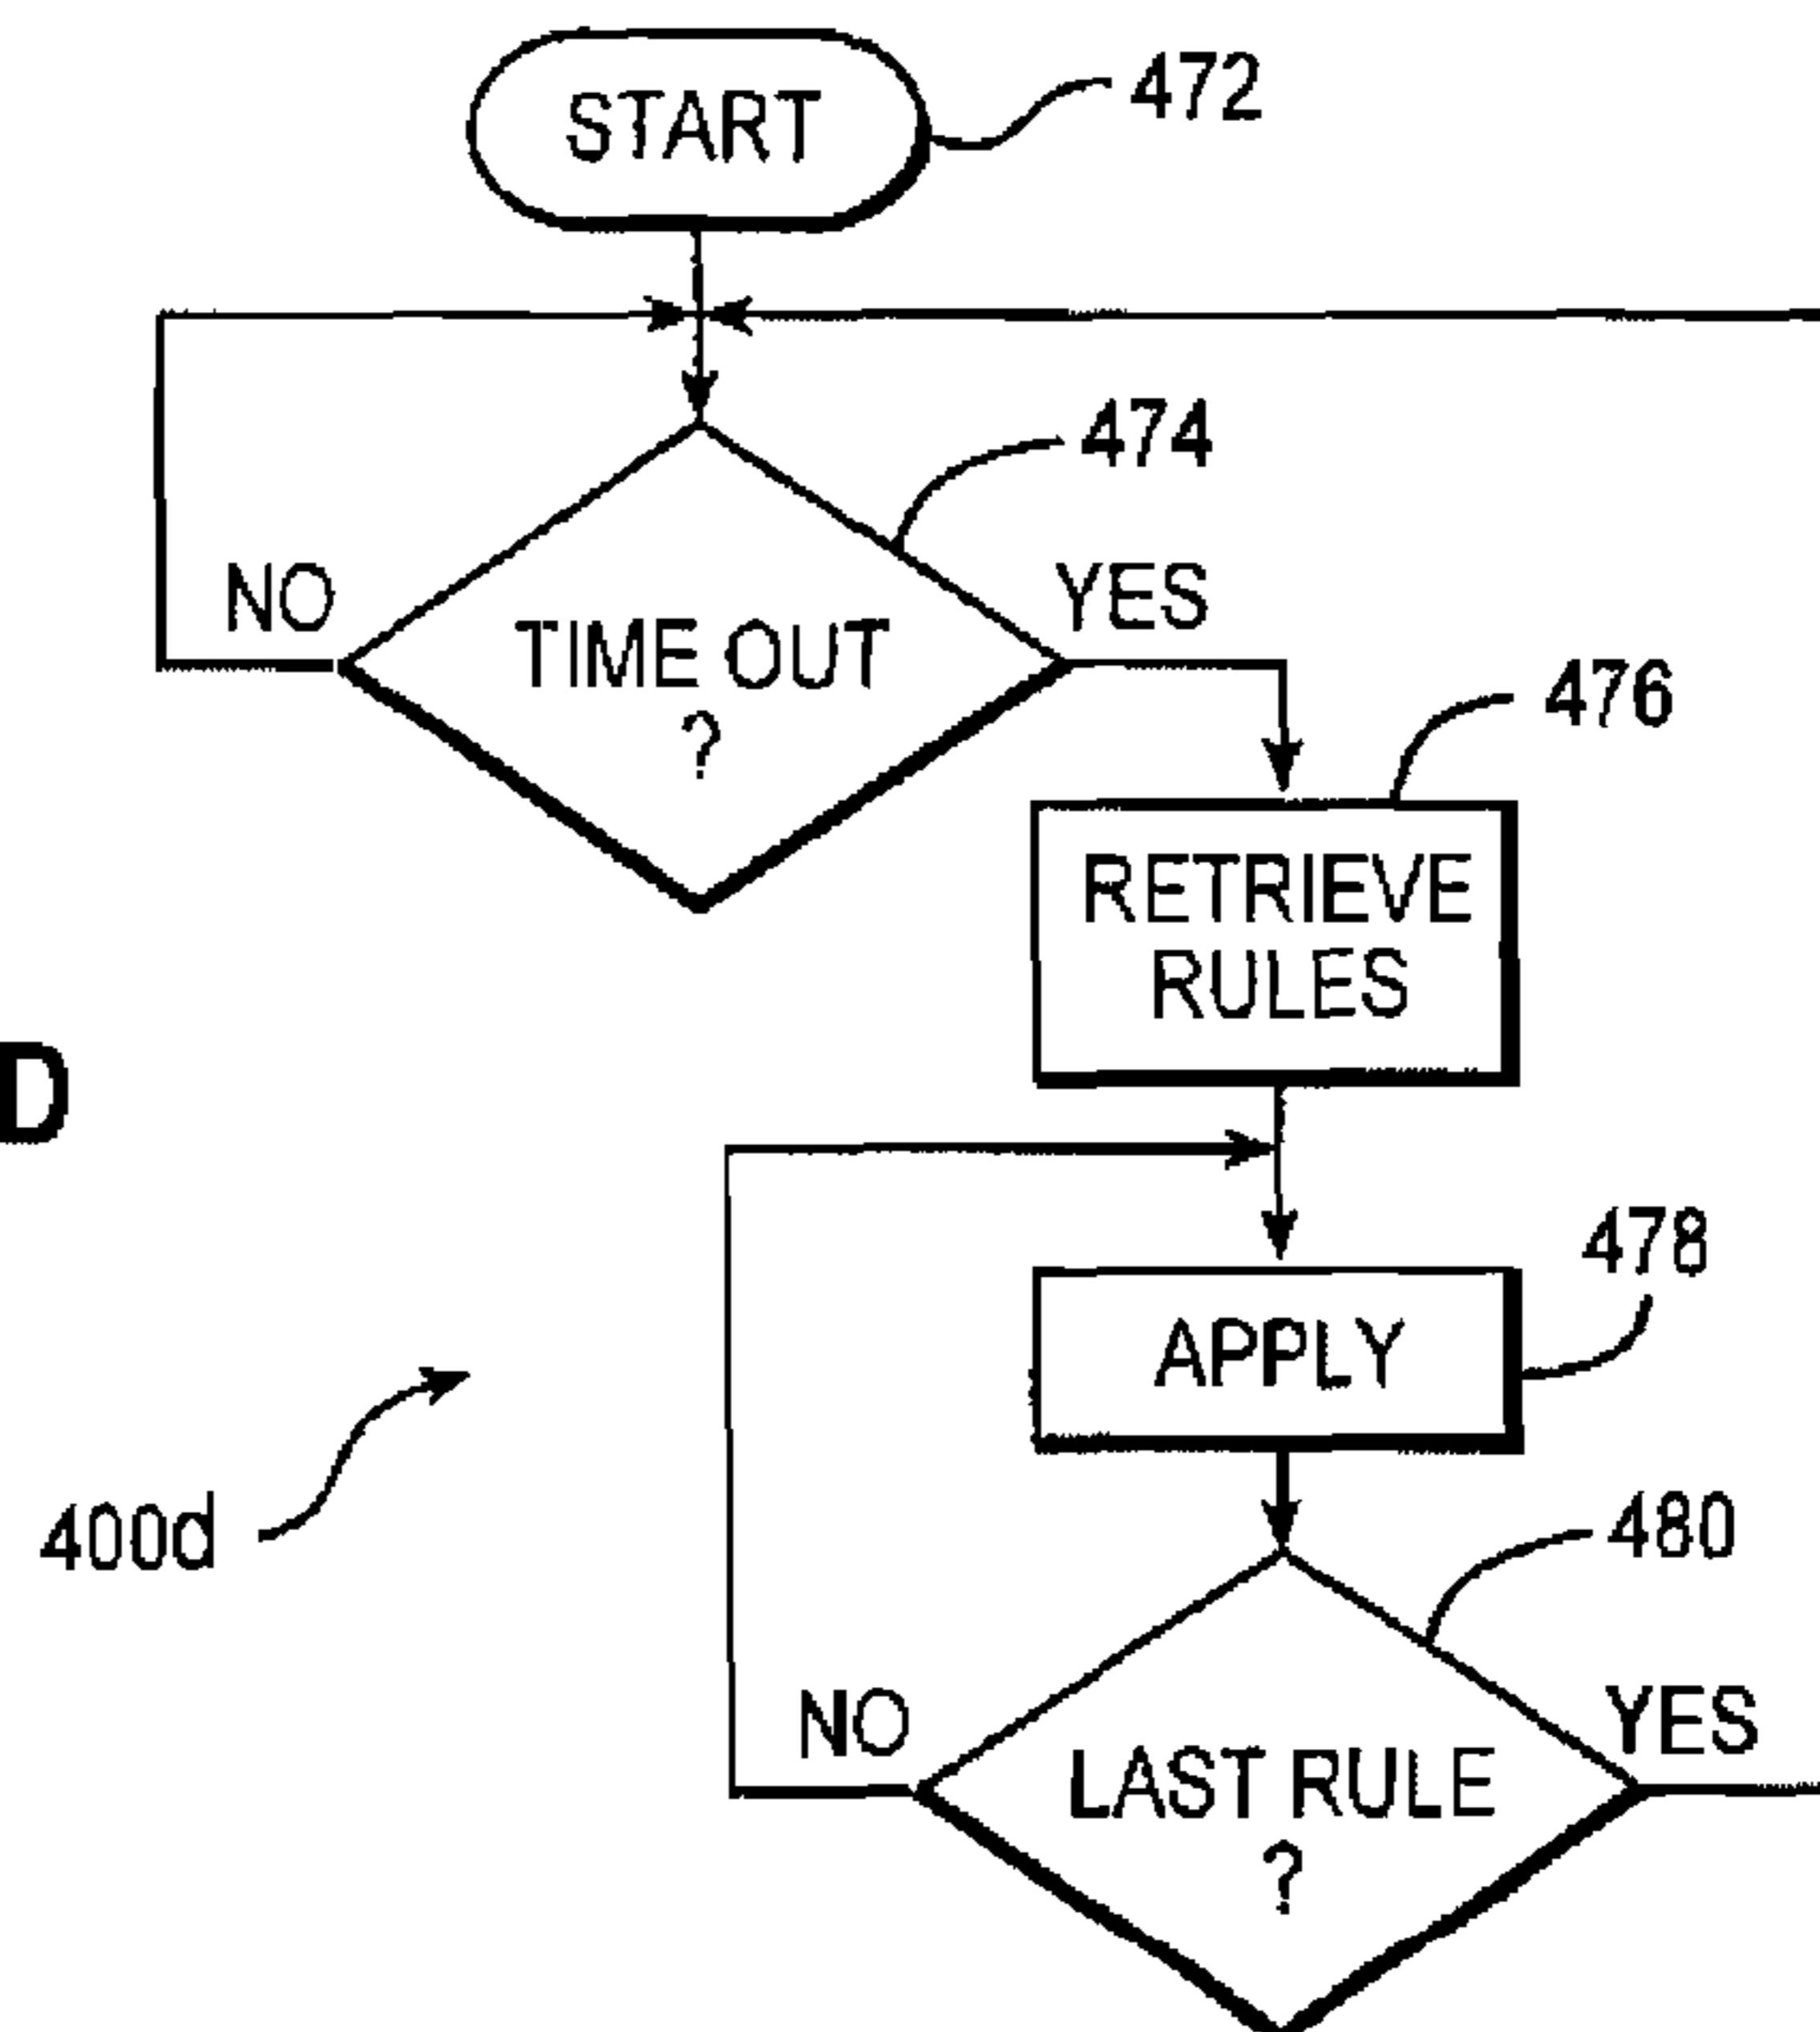 START
472
474
NO
YES
TIME OUT
?
476
RETRIEVE
RULES
D
478
APPLY
400d
480
NO
YES
LAST RULE
?